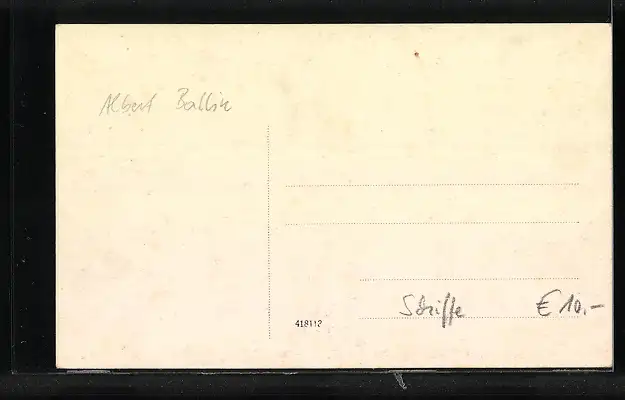 Albert Ballin
Schiffe € 10.-
418112